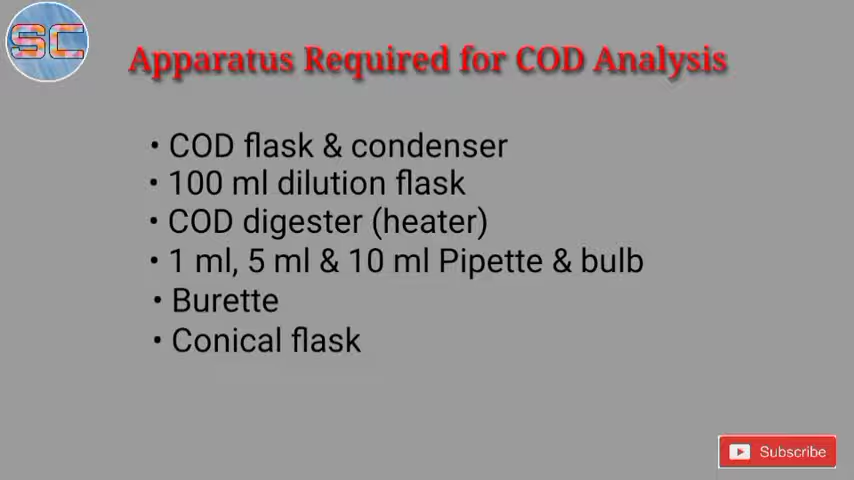 SC
Apparatus Required for COD Analysis
• COD flask & condenser
• 100 ml dilution flask
• COD digester (heater)
• 1 ml, 5 ml & 10 ml Pipette & bulb
• Burette
• Conical flask
Subscribe